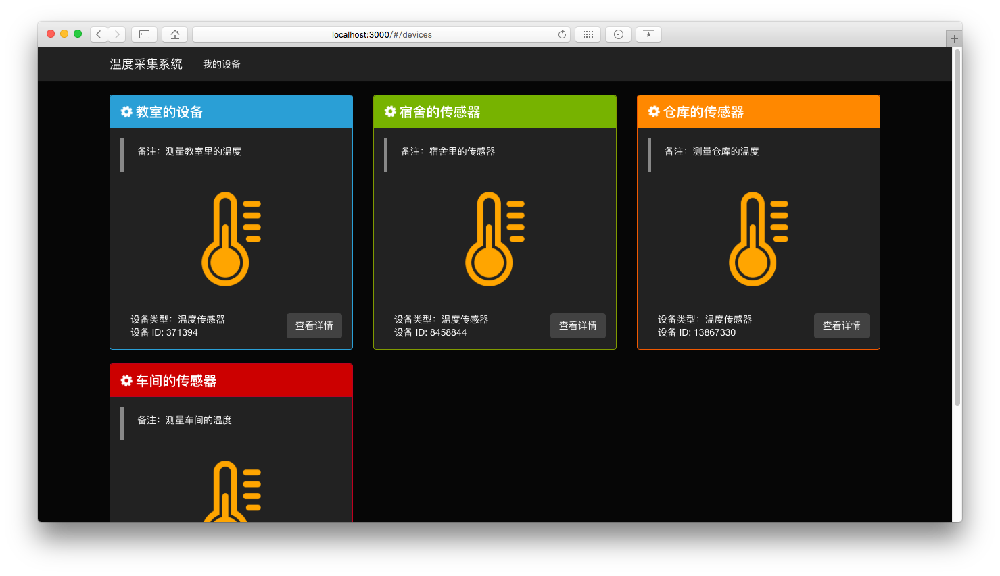 localhost:3000/#/devices
温度采集系统 我的设备
教室的设备
备注：测量教室里的温度
设备类型：温度传感器
设备 ID: 371394
查看详情
宿舍的传感器
备注：宿舍里的传感器
设备类型：温度传感器
设备 ID: 8458844
查看详情
仓库的传感器
备注：测量仓库的温度
设备类型：温度传感器
设备 ID: 13867330
查看详情
车间的传感器
备注：测量车间的温度